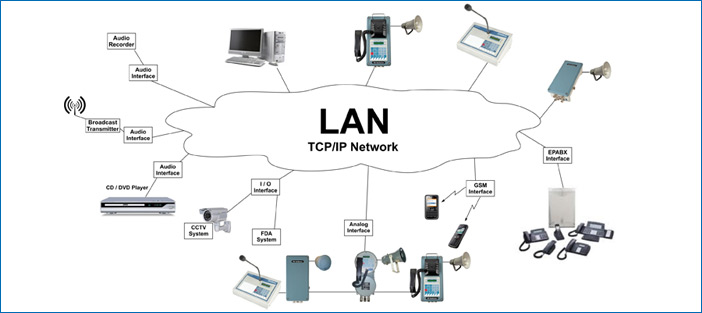 Audio
Recorder
Audio
Interface
Broadcast
Transmitter
Audio
Interface
LAN
TCP/IP Network
EPABX
Interface
Audio
Interface
CD / DVD Player
I / O
Interface
GSM
Interface
CCTV
System
FDA
System
Analog
Interface